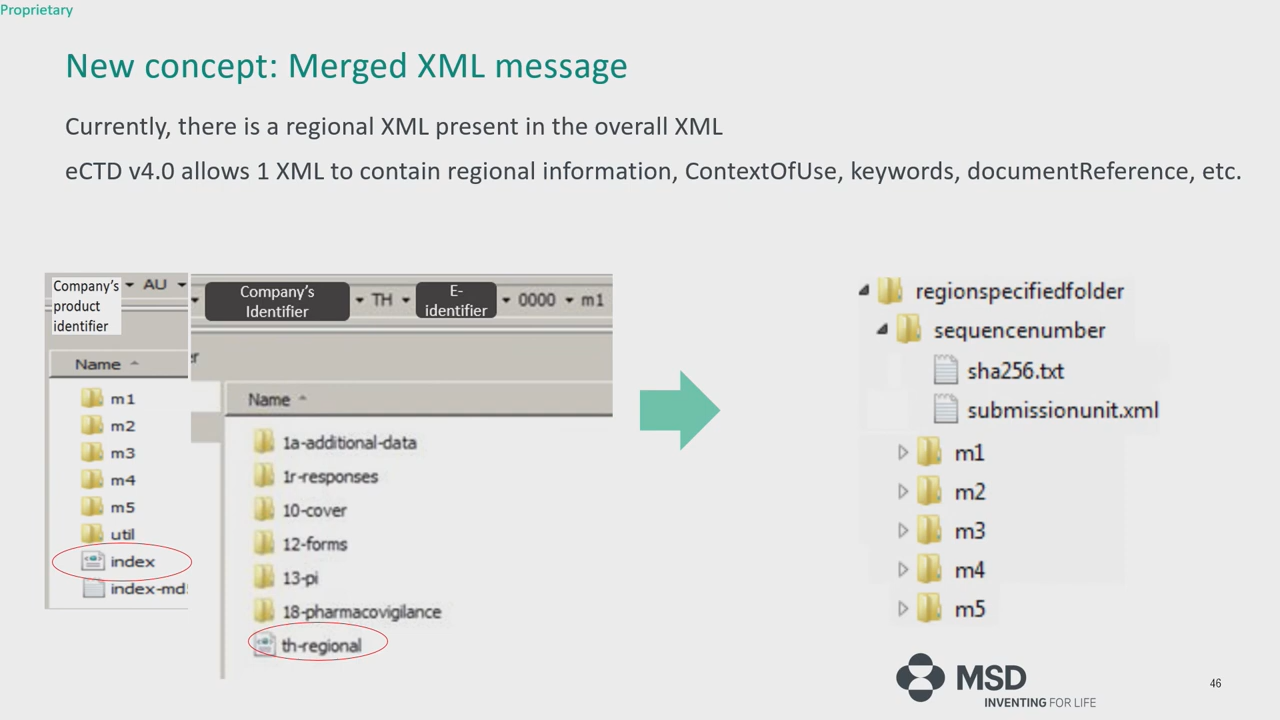 Proprietary
New concept: Merged XML message
Currently, there is a regional XML present in the overall XML
eCTD v4.0 allows 1 XML to contain regional information, ContextOfUse, keywords, documentReference, etc.
Company's
product
identifier
AU
Name
m1
m2
m3
m4
m5
util
index
index-md
Company's
Identifier
TH
E-
identifier
0000
m1
Name
1a-additional-data
1r-responses
10-cover
12-forms
13-pi
18-pharmacovigilance
th-regional
regionspecifiedfolder
sequencenumber
sha256.txt
submissionunit.xml
m1
m2
m3
m4
m5
MSD
INVENTING FOR LIFE
46